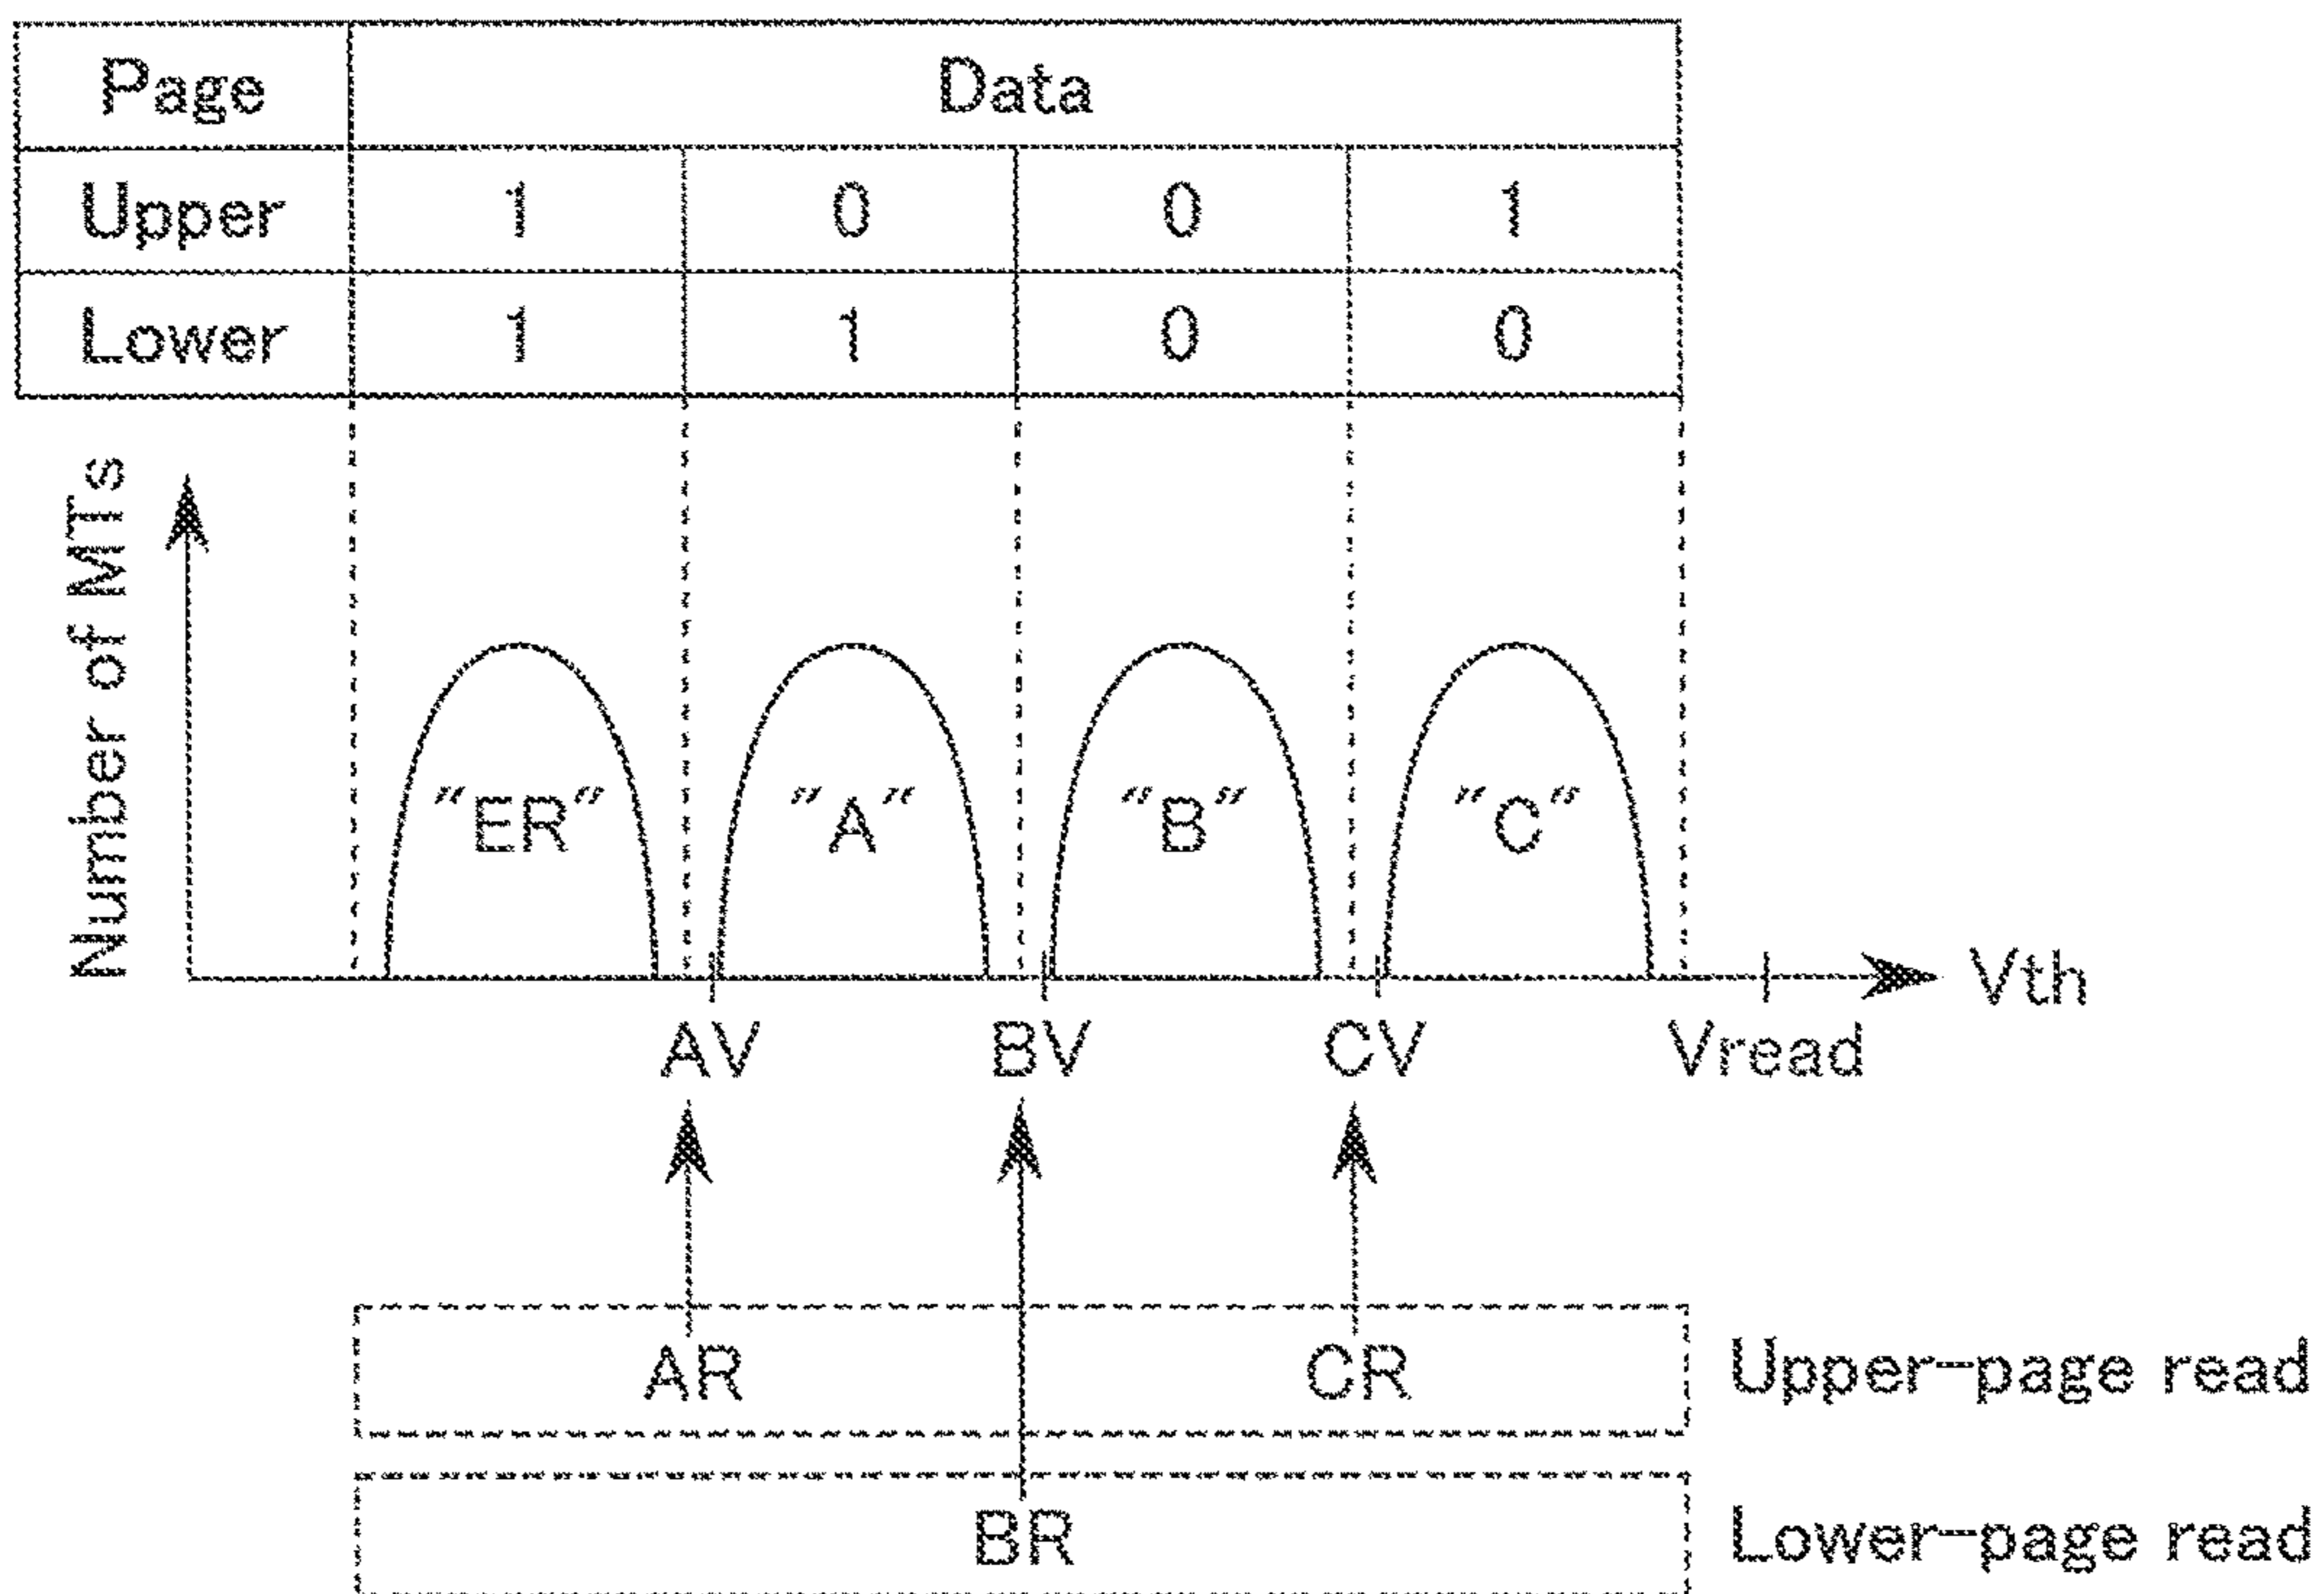 Page Data
Upper 1 0 0 1
Lower 1 1 0 0
Number of MTs
"ER" "A" "B" "C"
Vth
AV BV CV Vread
AR CR Upper-page read
BR Lower-page read